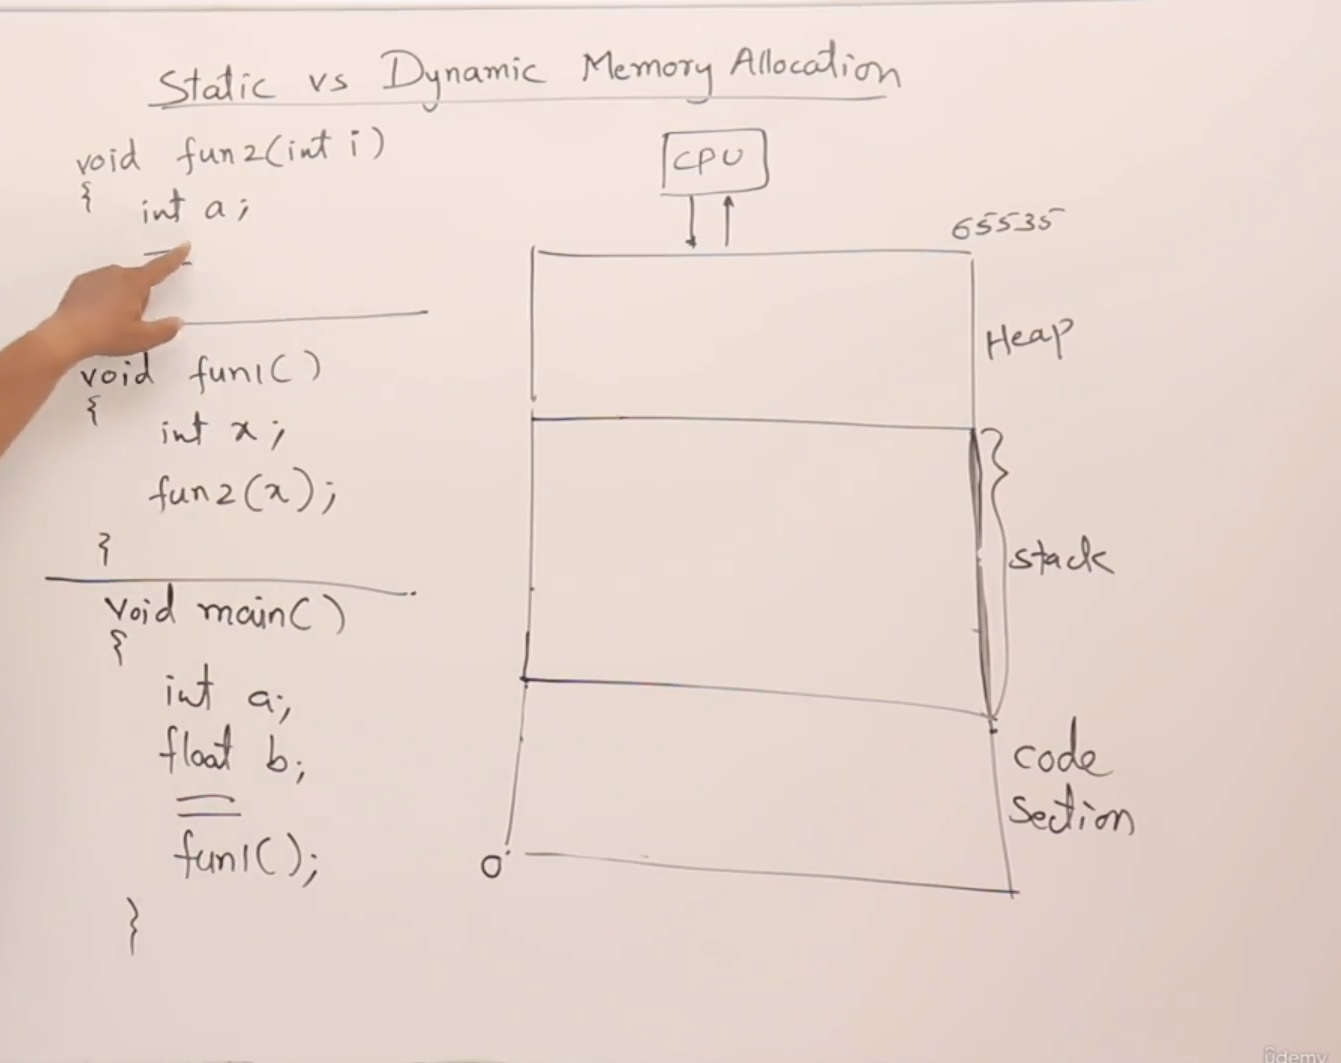 Static vs Dynamic Memory Allocation
void fun2(int i)
{
int a;
void fun1()
{
int x;
fun2(x);
}
void main()
{
int a;
float b;
fun1();
}
CPU
65535
Heap
stack
code
section
0
ûdemy